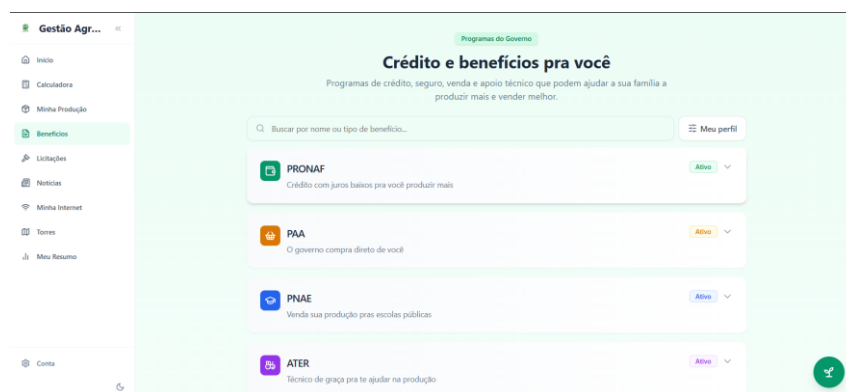 Gestão Agr...
Início
Calculadora
Minha Produção
Benefícios
Licitações
Notícias
Minha Internet
Torres
Meu Resumo
Conta
Programas do Governo
Crédito e benefícios pra você
Programas de crédito, seguro, venda e apoio técnico que podem ajudar a sua família a
produzir mais e vender melhor.
Buscar por nome ou tipo de benefício...
Meu perfil
PRONAF
Ativo
Crédito com juros baixos pra você produzir mais
PAA
Ativo
O governo compra direto de você
PNAE
Ativo
Venda sua produção pras escolas públicas
ATER
Ativo
Técnico de graça pra te ajudar na produção